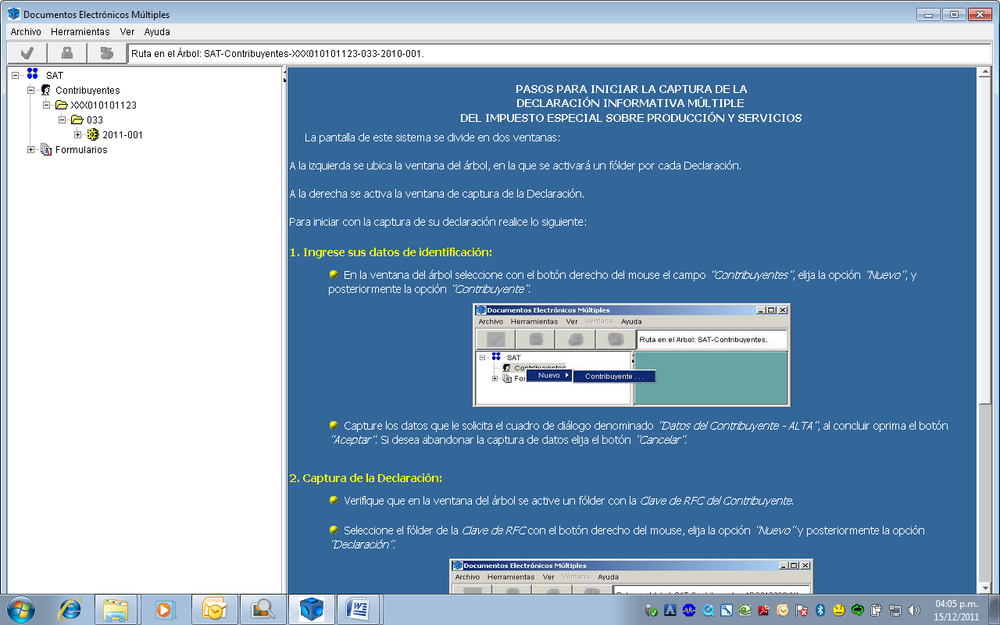 Documentos Electrónicos Múltiples
Archivo Herramientas Ver Ayuda
Ruta en el Árbol: SAT-Contribuyentes-XXX010101123-033-2010-001.
SAT
Contribuyentes
XXX010101123
033
2011-001
Formularios
PASOS PARA INICIAR LA CAPTURA DE LA
DECLARACIÓN INFORMATIVA MÚLTIPLE
DEL IMPUESTO ESPECIAL SOBRE PRODUCCIÓN Y SERVICIOS
La pantalla de este sistema se divide en dos ventanas:
A la izquierda se ubica la ventana del árbol, en la que se activará un fólder por cada Declaración.
A la derecha se activa la ventana de captura de la Declaración.
Para iniciar con la captura de su declaración realice lo siguiente:
1. Ingrese sus datos de identificación:
En la ventana del árbol seleccione con el botón derecho del mouse el campo "Contribuyentes", elija la opción "Nuevo", y
posteriormente la opción "Contribuyente".
Documentos Electrónicos Múltiples
Archivo Herramientas Ver Ventana Ayuda
Ruta en el Arbol: SAT-Contribuyentes.
SAT
Contribuyentes
For
Nuevo
Contribuyente . . .
Capture los datos que le solicita el cuadro de diálogo denominado "Datos del Contribuyente - ALTA", al concluir oprima el botón
"Aceptar". Si desea abandonar la captura de datos elija el botón "Cancelar".
2. Captura de la Declaración:
Verifique que en la ventana del árbol se active un fólder con la Clave de RFC del Contribuyente.
Seleccione el fólder de la Clave de RFC con el botón derecho del mouse, elija la opción "Nuevo" y posteriormente la opción
"Declaración".
Documentos Electrónicos Múltiples
Archivo Herramientas Ver Ventana Ayuda
04:05 p.m.
15/12/2011